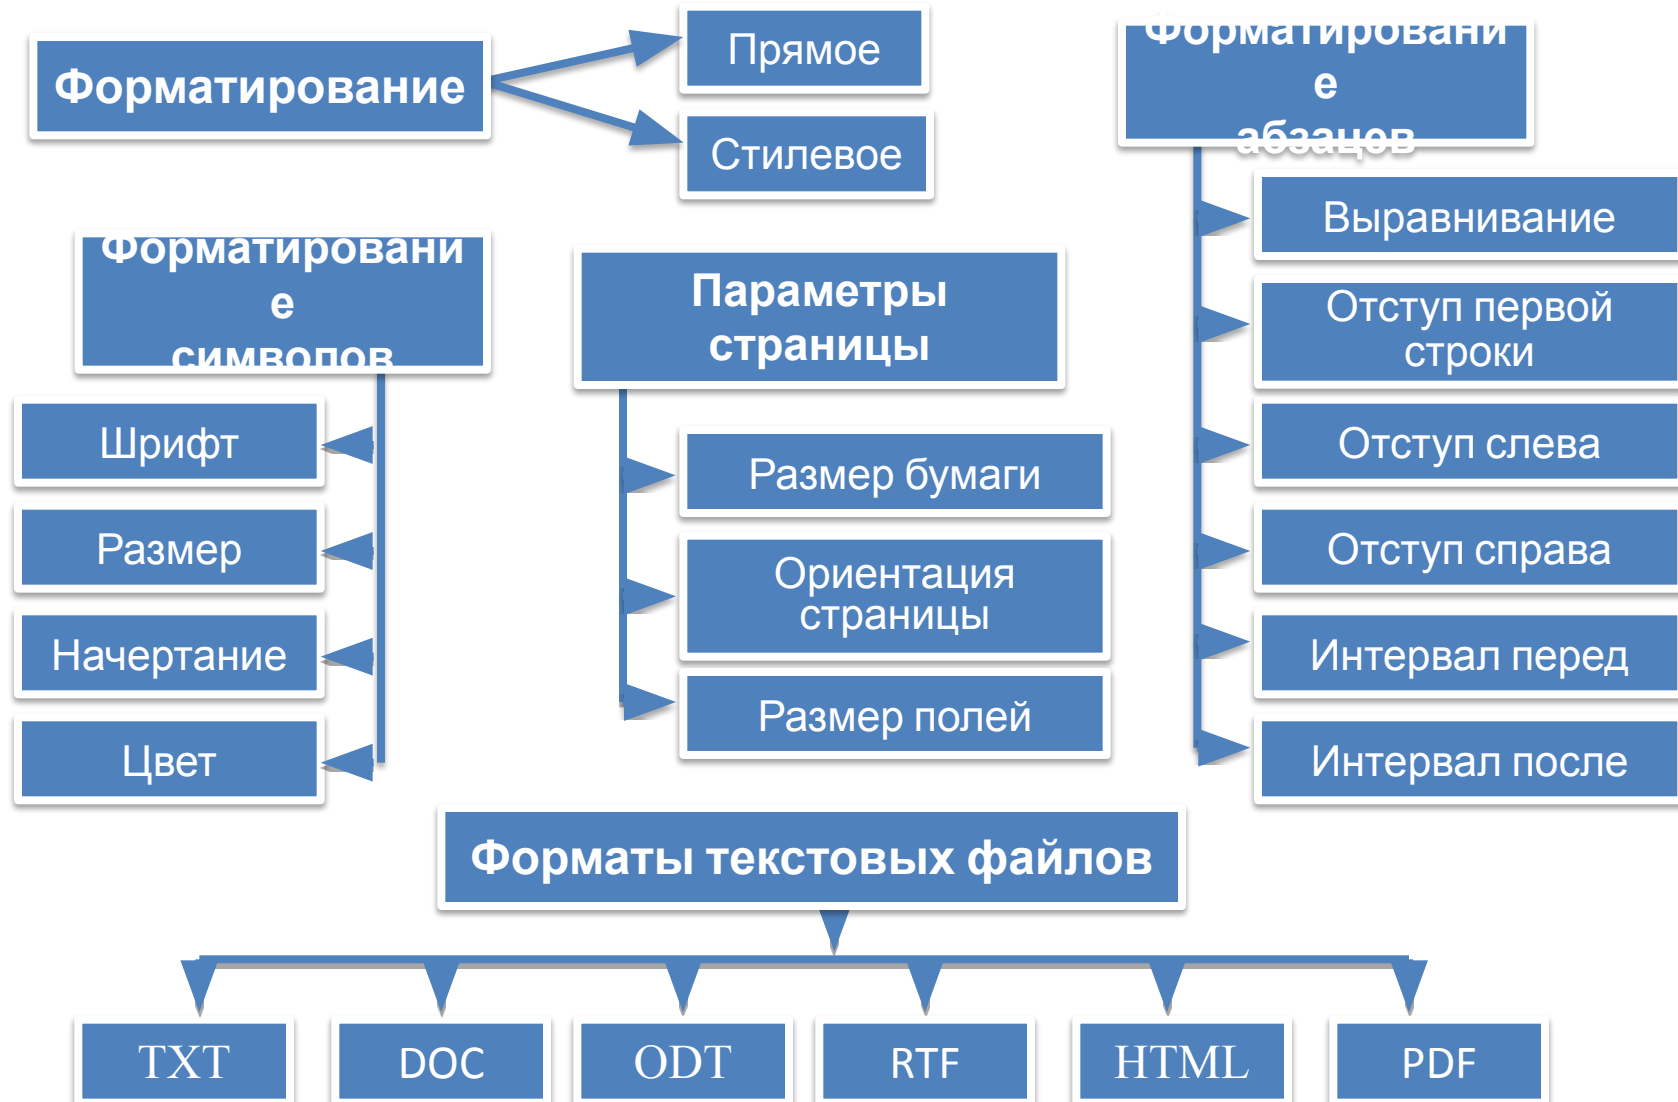 Форматирование
Прямое
Стилевое
Форматировани
е
абзацев
Выравнивание
Отступ первой
строки
Отступ слева
Отступ справа
Интервал перед
Интервал после
Форматировани
е
символов
Шрифт
Размер
Начертание
Цвет
Параметры
страницы
Размер бумаги
Ориентация
страницы
Размер полей
Форматы текстовых файлов
TXT
DOC
ODT
RTF
HTML
PDF